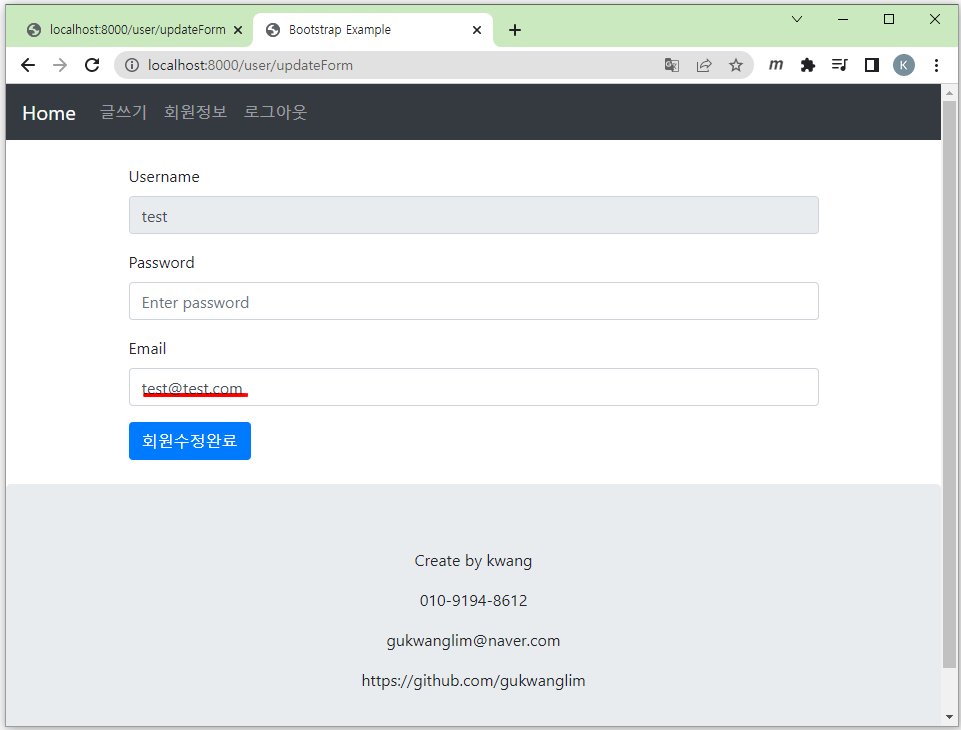 localhost:8000/user/updateForm
Bootstrap Example
localhost:8000/user/updateForm
m
K
Home 글쓰기 회원정보 로그아웃
Username
test
Password
Enter password
Email
test@test.com
회원수정완료
Create by kwang
010-9194-8612
gukwanglim@naver.com
https://github.com/gukwanglim